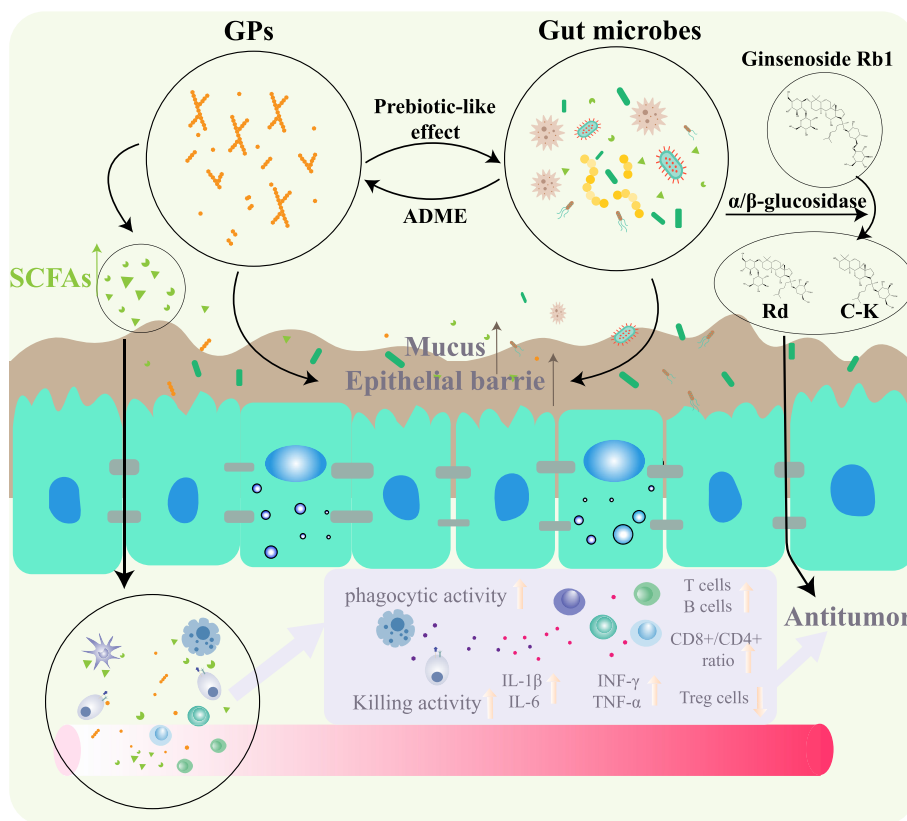 GPs
Gut microbes
Ginsenoside Rb1
Prebiotic-like
effect
ADME
α/β-glucosidase
SCFAs
Rd
C-K
Mucus
Epithelial barrie
phagocytic activity
T cells
B cells
CD8+/CD4+
ratio
Antitumor
IL-1β
IL-6
INF-γ
TNF-α
Killing activity
Treg cells